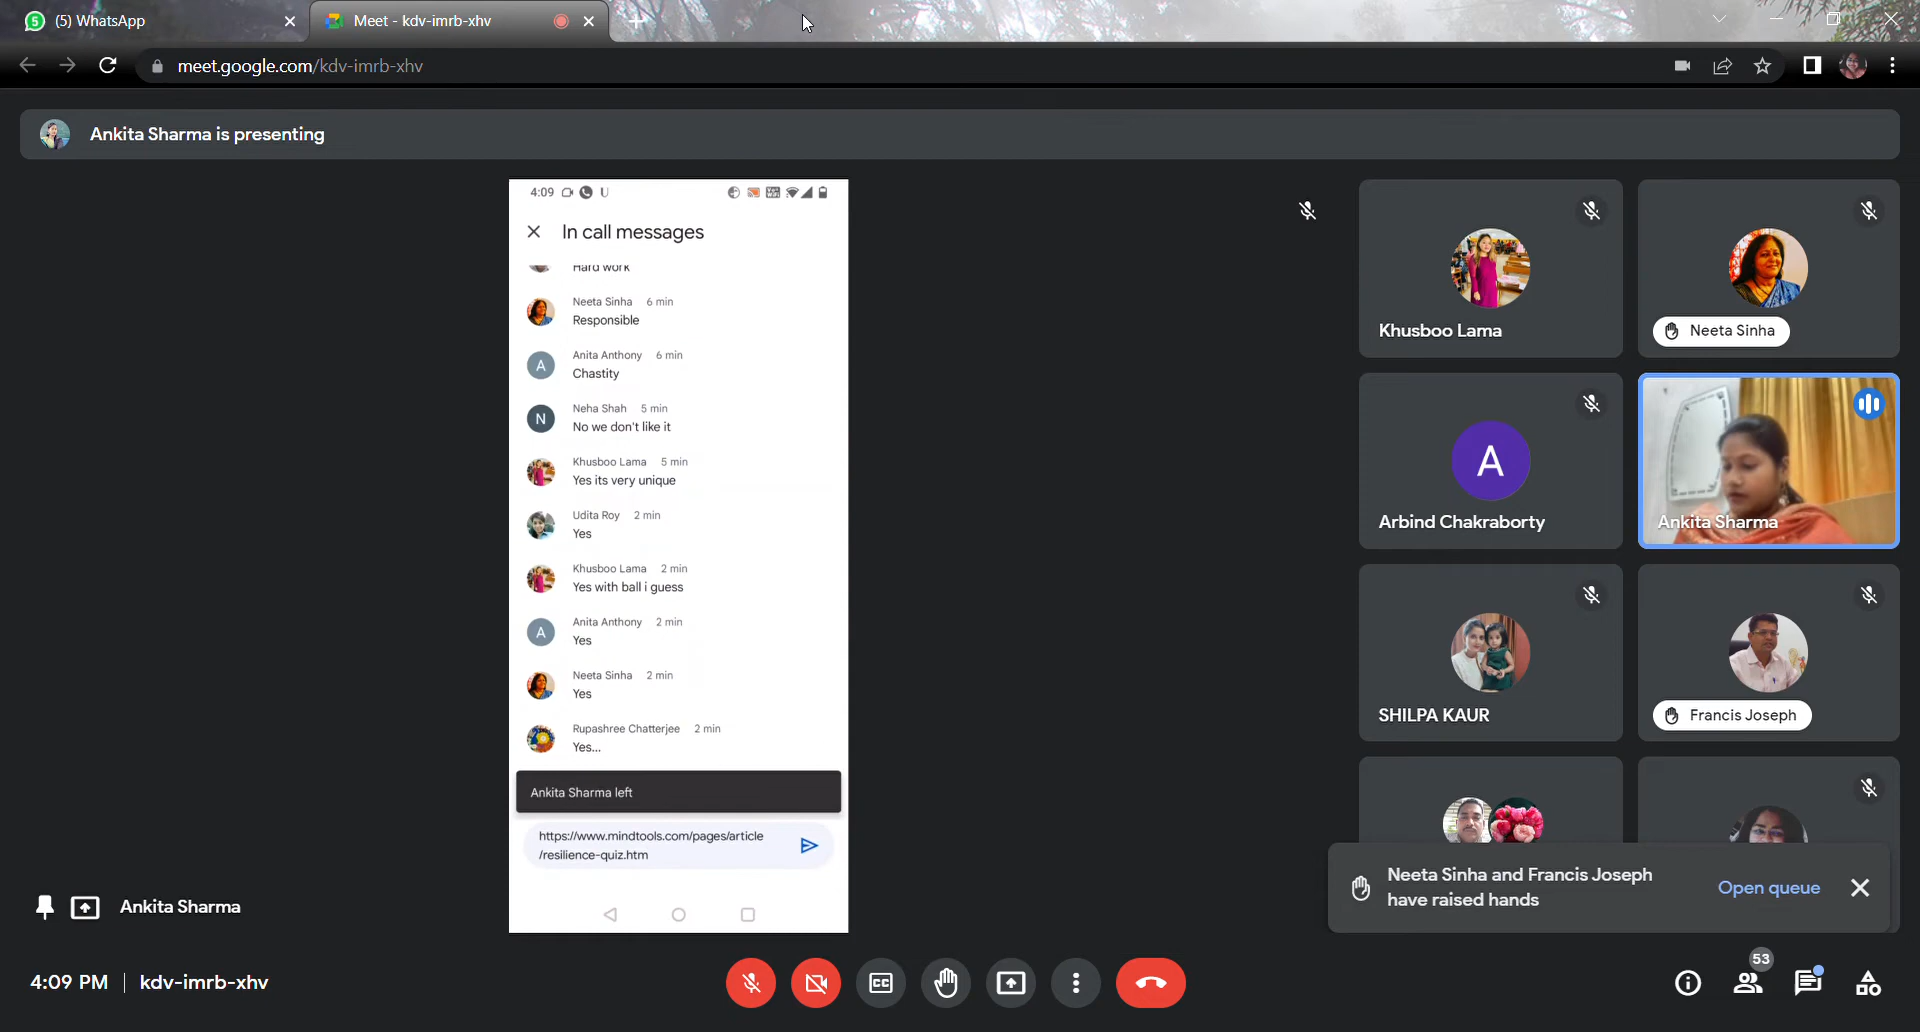 (5) WhatsApp
Meet - kdv-imrb-xhv
meet.google.com/kdv-imrb-xhv
Ankita Sharma is presenting
4:09
In call messages
Hard work
Neeta Sinha 6 min
Responsible
A
Anita Anthony 6 min
Chastity
N
Neha Shah 5 min
No we don't like it
Khusboo Lama 5 min
Yes its very unique
Udita Roy 2 min
Yes
Khusboo Lama 2 min
Yes with ball i guess
A
Anita Anthony 2 min
Yes
Neeta Sinha 2 min
Yes
Rupashree Chatterjee 2 min
Yes...
Ankita Sharma left
https://www.mindtools.com/pages/article
/resilience-quiz.htm
Khusboo Lama
Neeta Sinha
A
Arbind Chakraborty
Ankita Sharma
SHILPA KAUR
Francis Joseph
Neeta Sinha and Francis Joseph
have raised hands
Open queue
Ankita Sharma
4:09 PM | kdv-imrb-xhv
CC
53